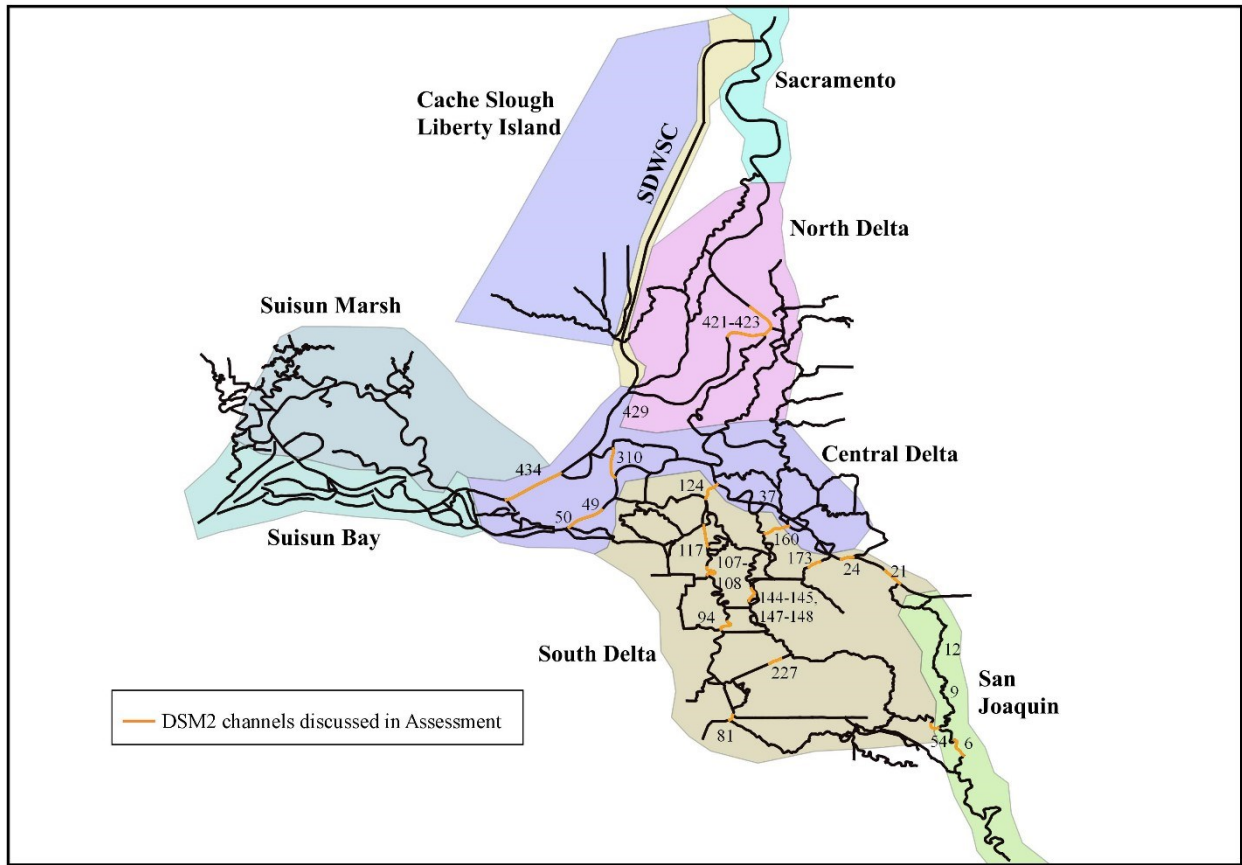 Sacramento
Cache Slough
Liberty Island
SDWSC
North Delta
421-423
Suisun Marsh
429
Central Delta
434
310
124
37
49
50
Suisun Bay
160
117
173
24
21
107-
108
144-145,
147-148
94
12
South Delta
227
9
San
Joaquin
DSM2 channels discussed in Assessment
81
54
6